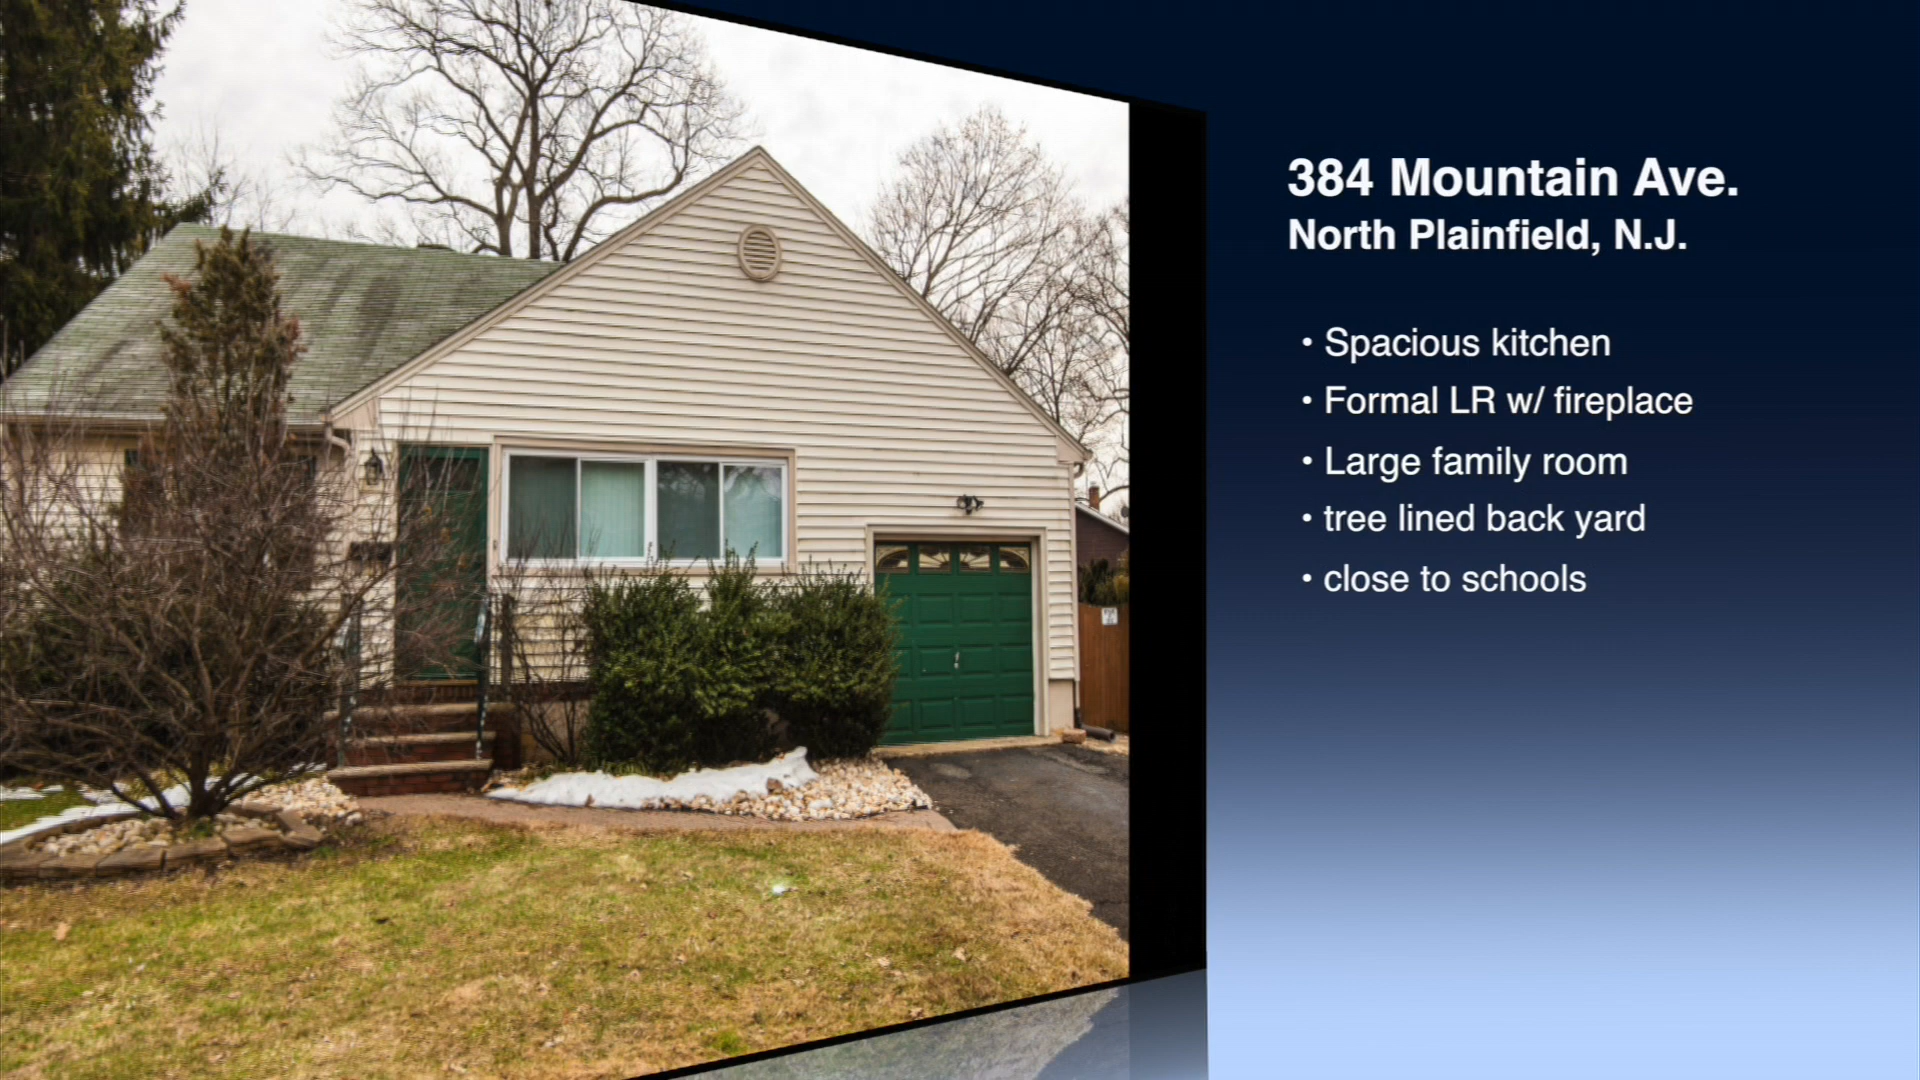 384 Mountain Ave.
North Plainfield, N.J.
• Spacious kitchen
• Formal LR w/ fireplace
• Large family room
• tree lined back yard
• close to schools